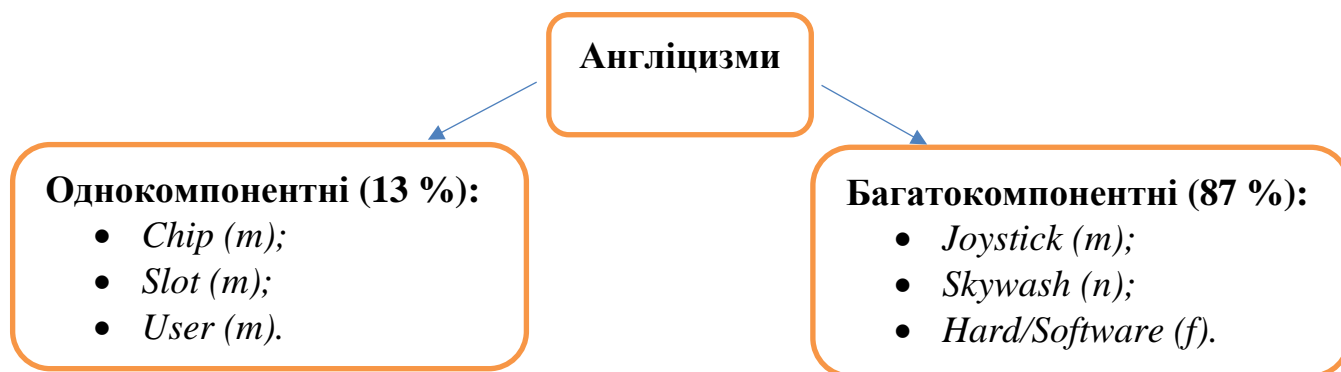 Англіцизми
Однокомпонентні (13 %):
• Chip (m);
• Slot (m);
• User (m).
Багатокомпонентні (87 %):
• Joystick (m);
• Skywash (n);
• Hard/Software (f).